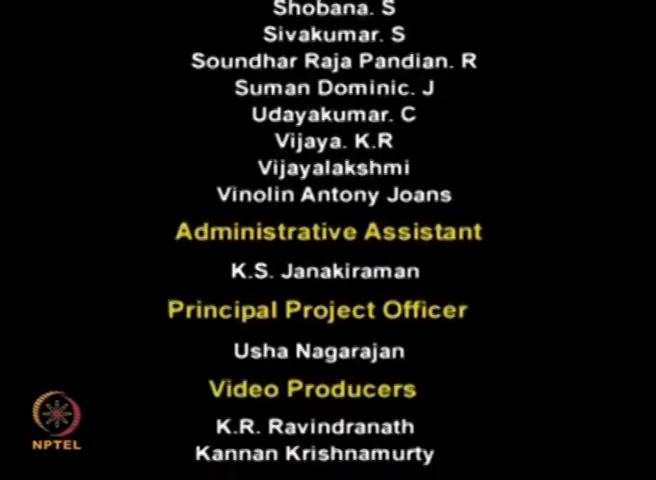 Shobana. S
Sivakumar. S
Soundhar Raja Pandian. R
Suman Dominic. J
Udayakumar. C
Vijaya. K.R
Vijayalakshmi
Vinolin Antony Joans
Administrative Assistant
K.S. Janakiraman
Principal Project Officer
Usha Nagarajan
Video Producers
K.R. Ravindranath
Kannan Krishnamurty
NPTEL